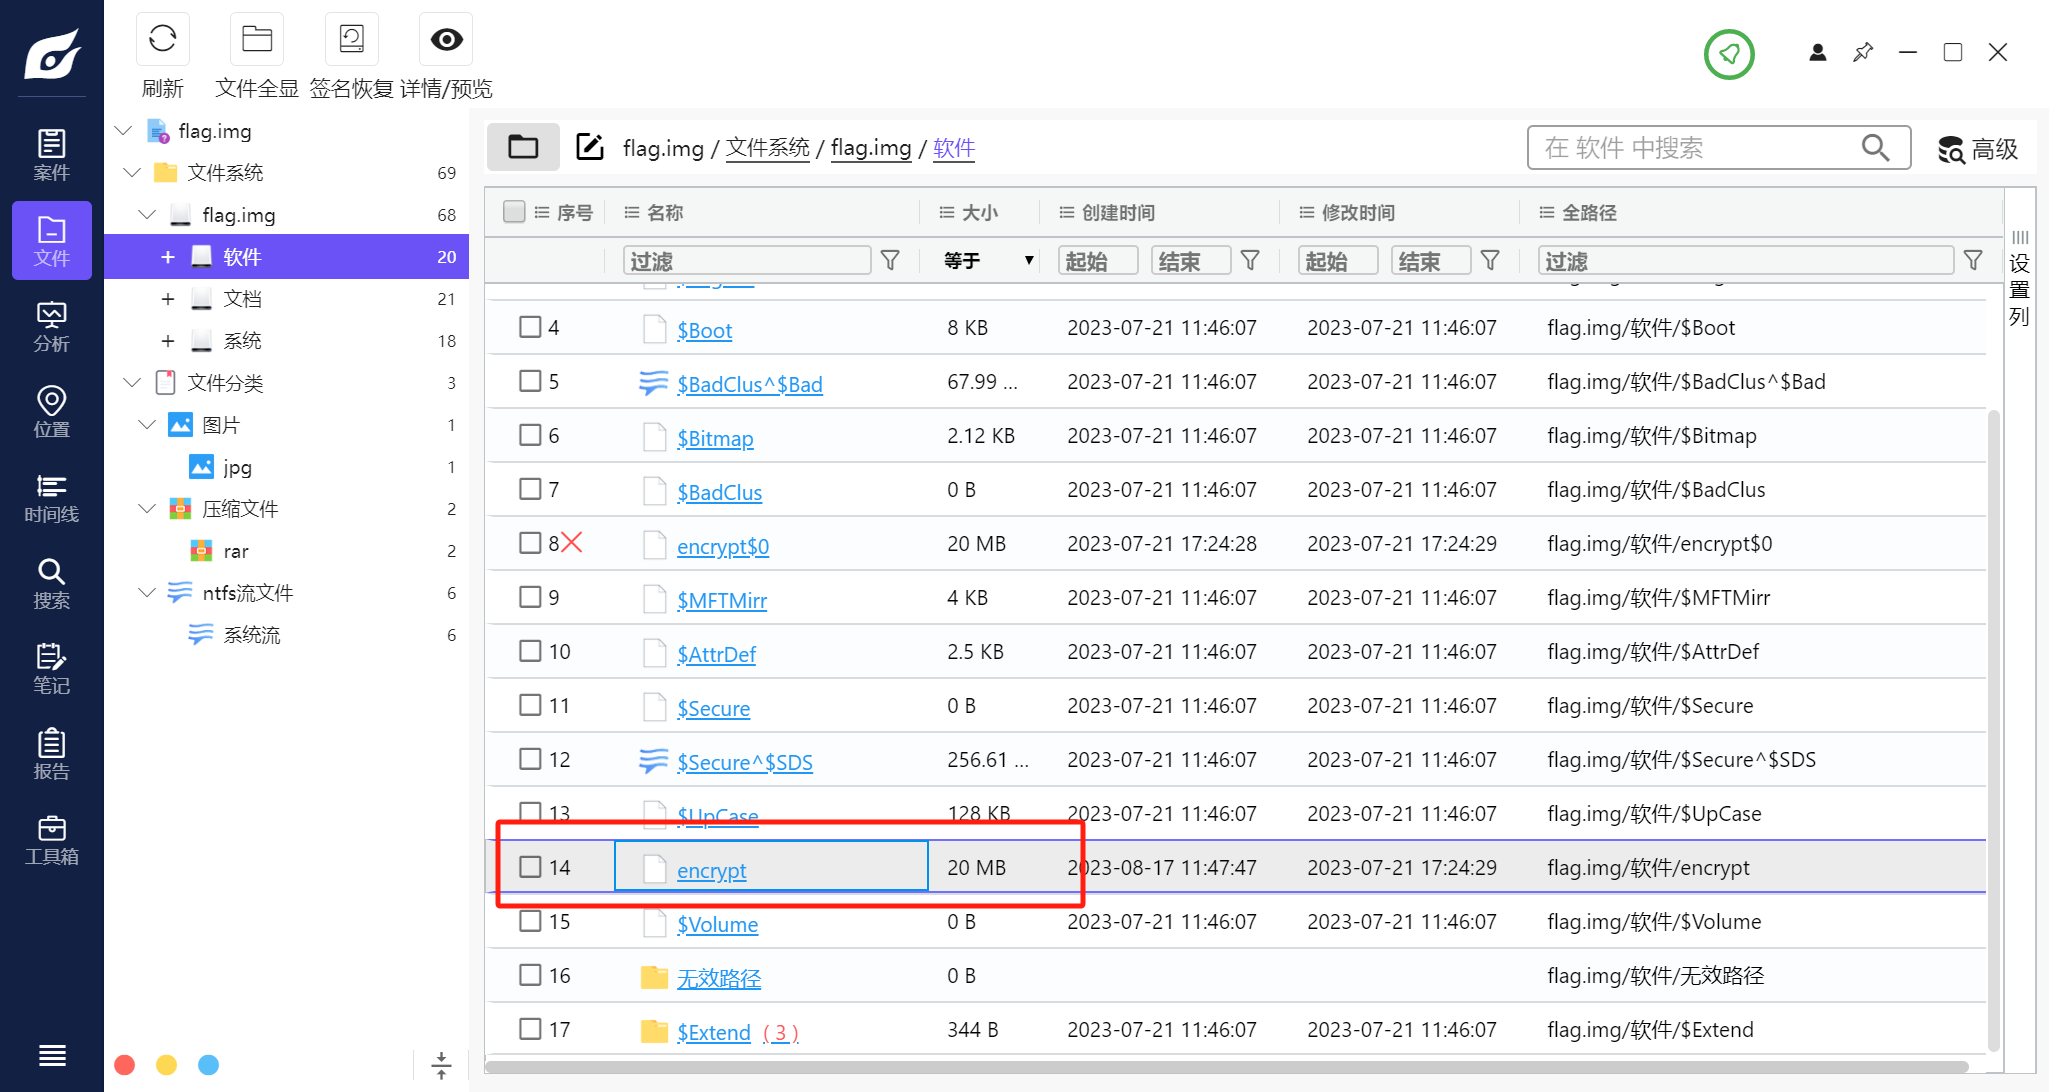 刷新 文件全显 签名恢复 详情/预览
案件
文件
分析
位置
时间线
搜索
笔记
报告
工具箱
flag.img
文件系统 69
flag.img 68
软件 20
文档 21
系统 18
文件分类 3
图片 1
jpg 1
压缩文件 2
rar 2
ntfs流文件 6
系统流 6
flag.img / 文件系统 / flag.img / 软件
在 软件 中搜索
高级
序号 名称 大小 创建时间 修改时间 全路径
过滤 等于 起始 结束 起始 结束 过滤
4 $Boot 8 KB 2023-07-21 11:46:07 2023-07-21 11:46:07 flag.img/软件/$Boot
5 $BadClus^$Bad 67.99 ... 2023-07-21 11:46:07 2023-07-21 11:46:07 flag.img/软件/$BadClus^$Bad
6 $Bitmap 2.12 KB 2023-07-21 11:46:07 2023-07-21 11:46:07 flag.img/软件/$Bitmap
7 $BadClus 0 B 2023-07-21 11:46:07 2023-07-21 11:46:07 flag.img/软件/$BadClus
8 encrypt$0 20 MB 2023-07-21 17:24:28 2023-07-21 17:24:29 flag.img/软件/encrypt$0
9 $MFTMirr 4 KB 2023-07-21 11:46:07 2023-07-21 11:46:07 flag.img/软件/$MFTMirr
10 $AttrDef 2.5 KB 2023-07-21 11:46:07 2023-07-21 11:46:07 flag.img/软件/$AttrDef
11 $Secure 0 B 2023-07-21 11:46:07 2023-07-21 11:46:07 flag.img/软件/$Secure
12 $Secure^$SDS 256.61 ... 2023-07-21 11:46:07 2023-07-21 11:46:07 flag.img/软件/$Secure^$SDS
13 $UpCase 128 KB 2023-07-21 11:46:07 2023-07-21 11:46:07 flag.img/软件/$UpCase
14 encrypt 20 MB 2023-08-17 11:47:47 2023-07-21 17:24:29 flag.img/软件/encrypt
15 $Volume 0 B 2023-07-21 11:46:07 2023-07-21 11:46:07 flag.img/软件/$Volume
16 无效路径 0 B flag.img/软件/无效路径
17 $Extend ( 3 ) 344 B 2023-07-21 11:46:07 2023-07-21 11:46:07 flag.img/软件/$Extend
设置列